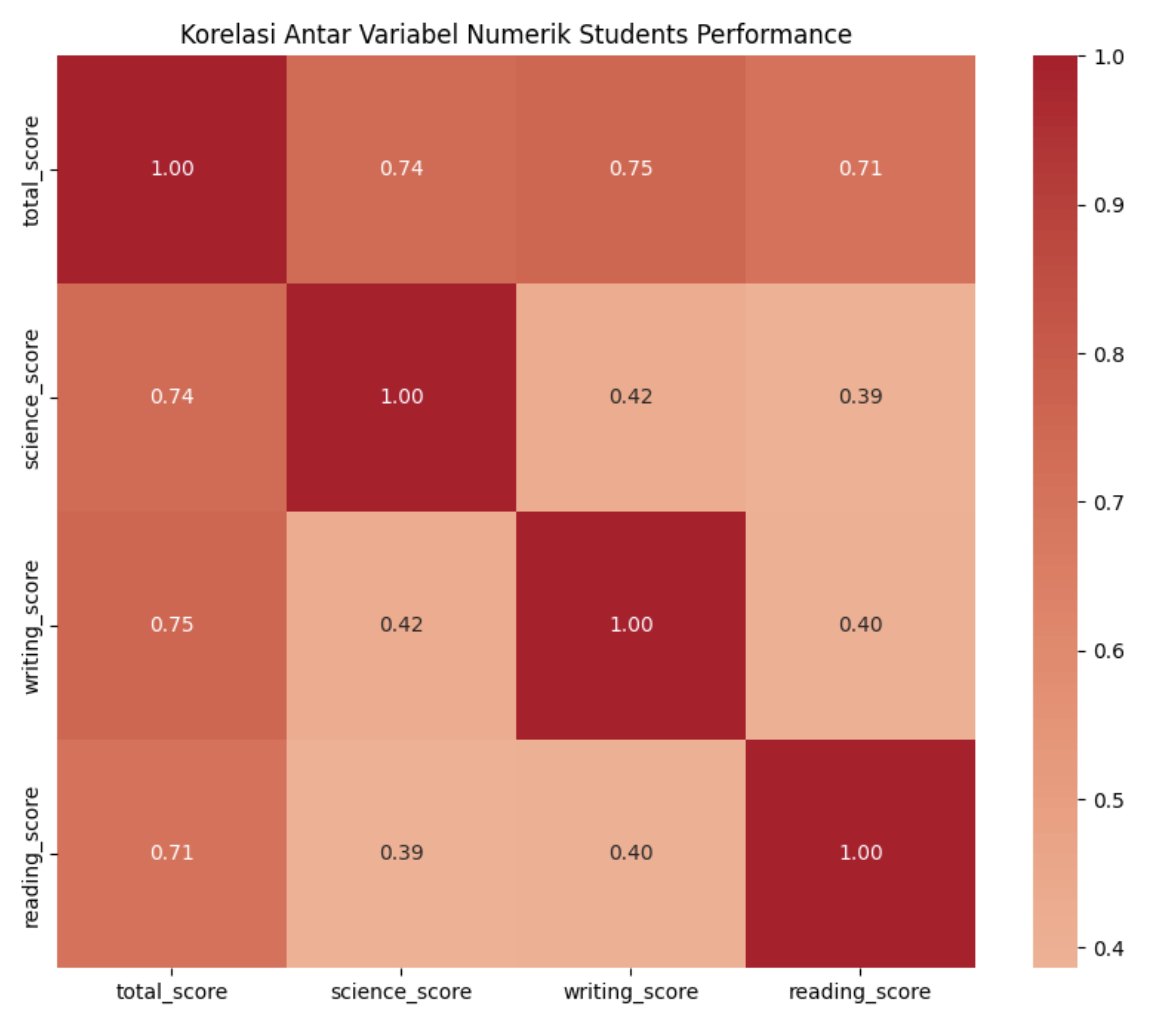 Korelasi Antar Variabel Numerik Students Performance
total_score
1.00 0.74 0.75 0.71
science_score
0.74 1.00 0.42 0.39
writing_score
0.75 0.42 1.00 0.40
reading_score
0.71 0.39 0.40 1.00
total_score science_score writing_score reading_score
1.0
0.9
0.8
0.7
0.6
0.5
0.4